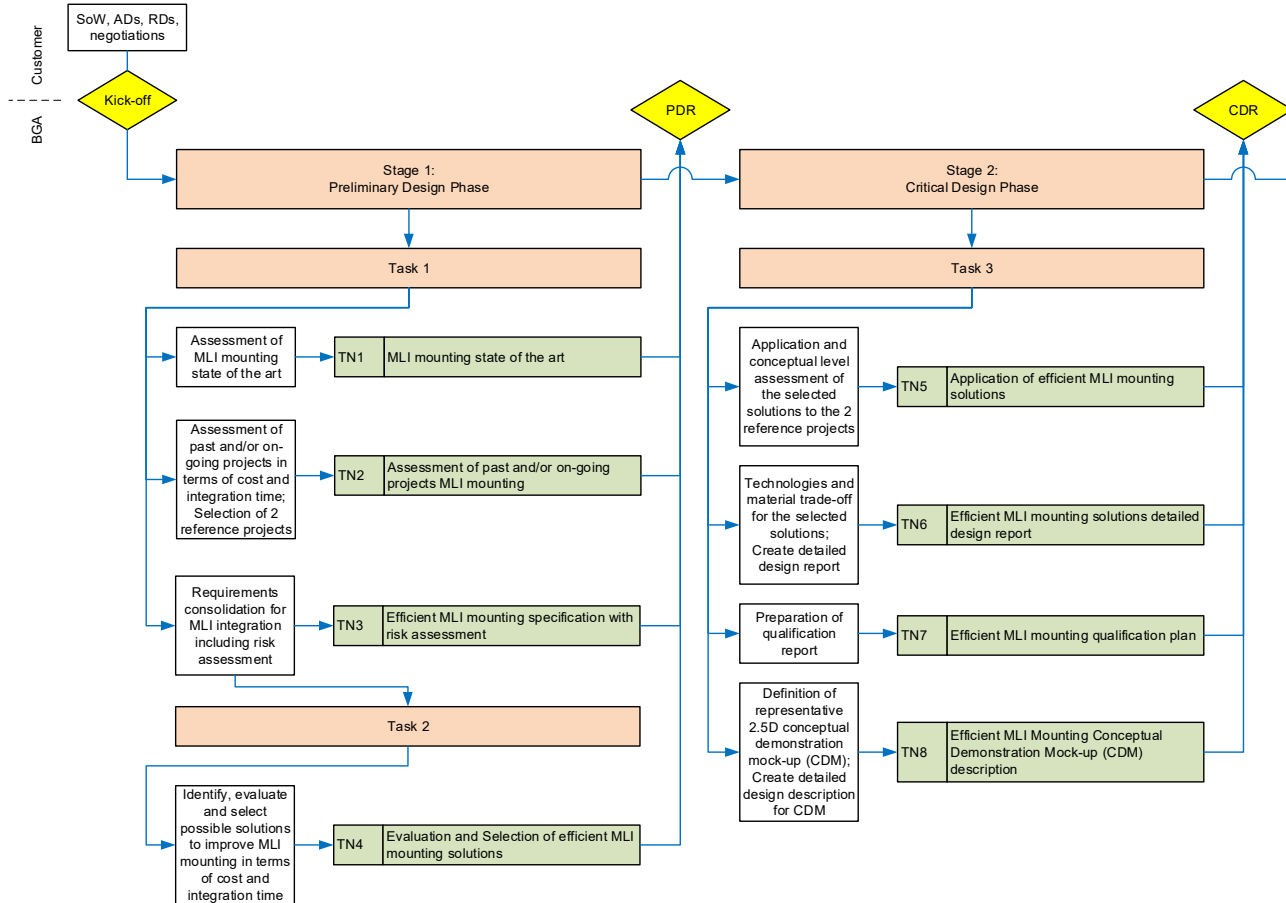 SoW, ADs, RDs,
negotiations
Customer
BGA
Kick-off
PDR
CDR
Stage 1:
Preliminary Design Phase
Stage 2:
Critical Design Phase
Task 1
Task 3
Assessment of
MLI mounting
state of the art
TN1
MLI mounting state of the art
Assessment of
past and/or on-
going projects in
terms of cost and
integration time;
Selection of 2
reference projects
TN2
Assessment of past and/or on-going
projects MLI mounting
Requirements
consolidation for
MLI integration
including risk
assessment
TN3
Efficient MLI mounting specification with
risk assessment
Task 2
Identify, evaluate
and select
possible solutions
to improve MLI
mounting in terms
of cost and
integration time
TN4
Evaluation and Selection of efficient MLI
mounting solutions
Application and
conceptual level
assessment of
the selected
solutions to the 2
reference projects
TN5
Application of efficient MLI mounting
solutions
Technologies and
material trade-off
for the selected
solutions;
Create detailed
design report
TN6
Efficient MLI mounting solutions detailed
design report
Preparation of
qualification
report
TN7
Efficient MLI mounting qualification plan
Definition of
representative
2.5D conceptual
demonstration
mock-up (CDM);
Create detailed
design description
for CDM
TN8
Efficient MLI Mounting Conceptual
Demonstration Mock-up (CDM)
description